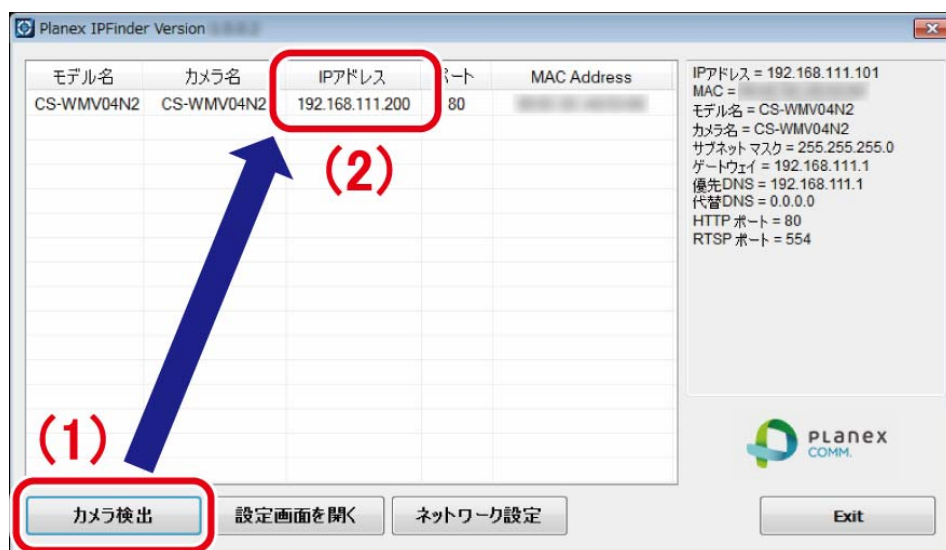 Planex IPFinder Version
モデル名 カメラ名 IPアドレス ポート MAC Address
CS-WMV04N2 CS-WMV04N2 192.168.111.200 80
(2)
(1)
カメラ検出 設定画面を開く ネットワーク設定 Exit
IPアドレス = 192.168.111.101
MAC =
モデル名 = CS-WMV04N2
カメラ名 = CS-WMV04N2
サブネット マスク = 255.255.255.0
ゲートウェイ = 192.168.111.1
優先DNS = 192.168.111.1
代替DNS = 0.0.0.0
HTTP ポート = 80
RTSP ポート = 554
PLanex
COMM.